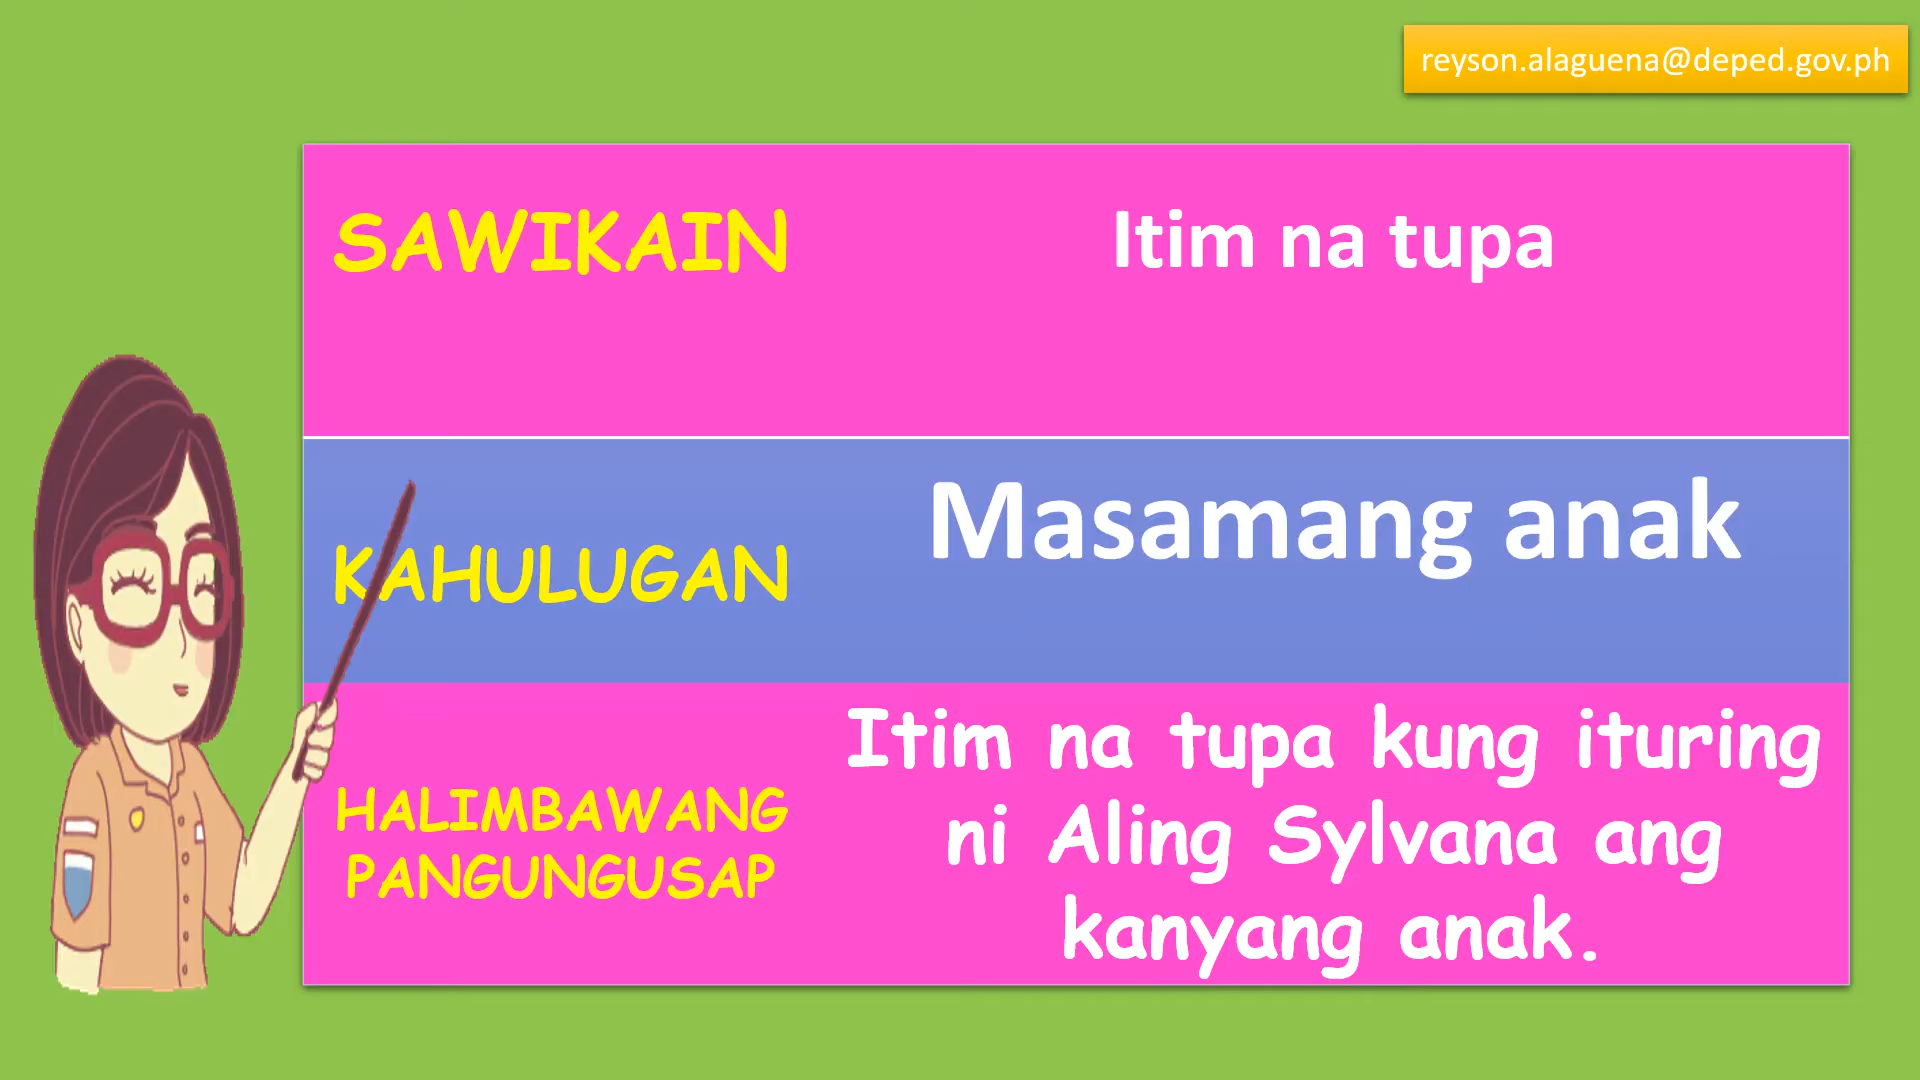 reyson.alaguena@deped.gov.ph
SAWIKAIN
Itim na tupa
KAHULUGAN
Masamang anak
HALIMBAWANG
PANGUNGUSAP
Itim na tupa kung ituring
ni Aling Sylvana ang
kanyang anak.